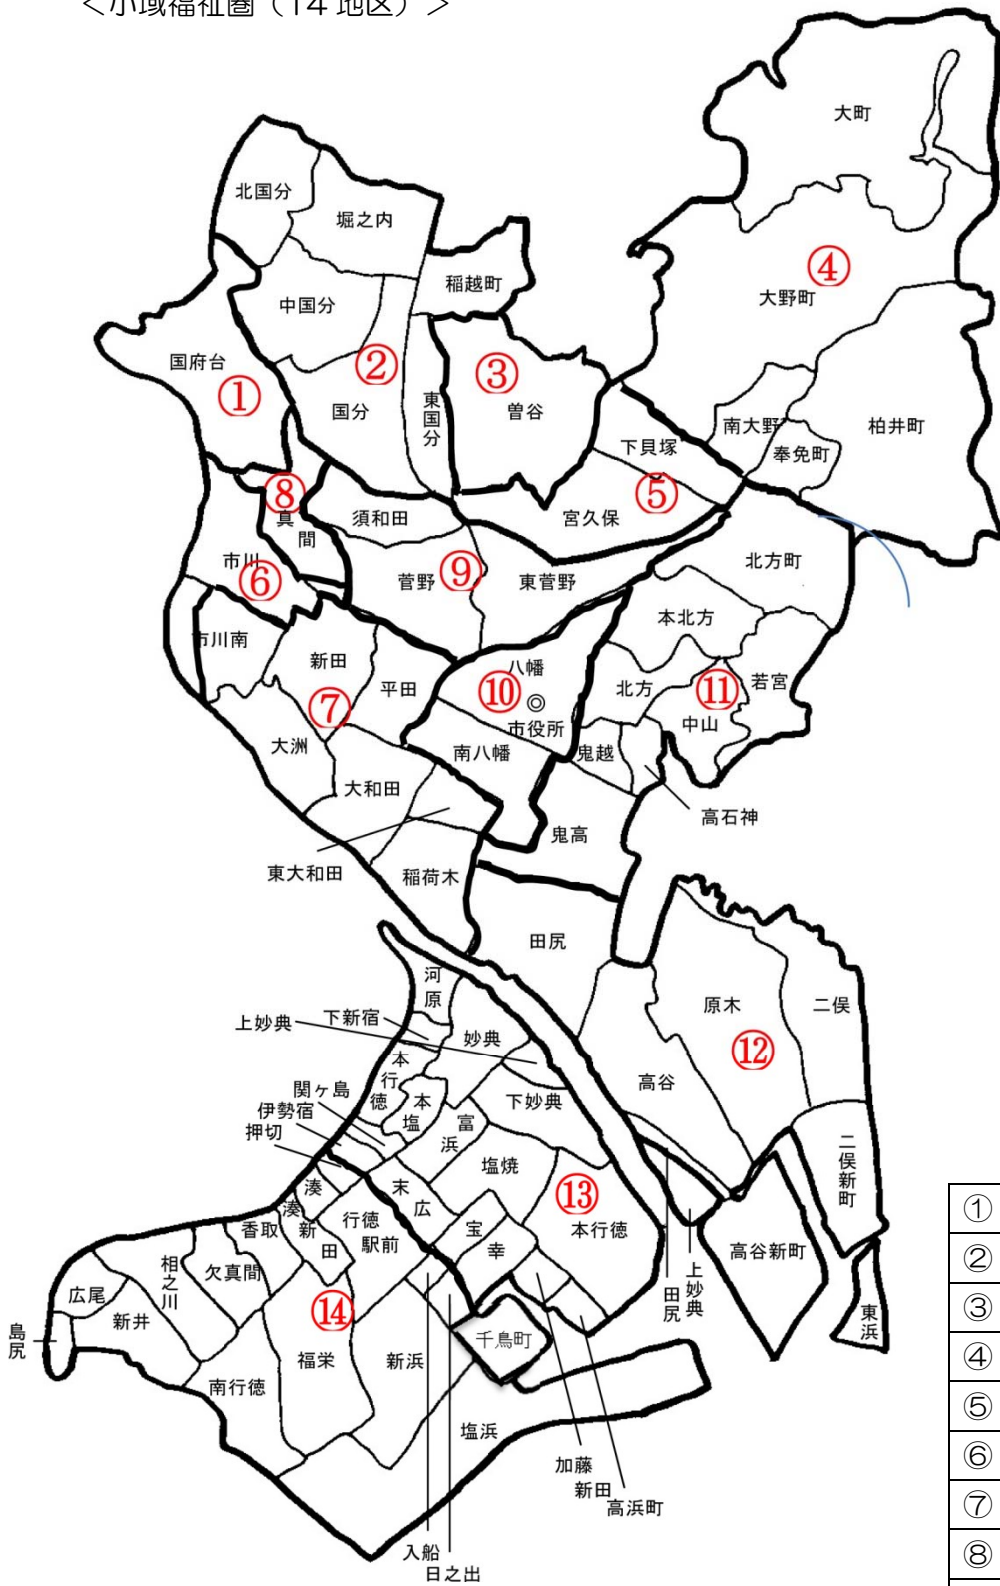 ＜小域福祉圏（14 地区）＞
大町
北国分
堀之内
④
稲越町
大野町
中国分
国府台
②
③
①
国分
東国分
曽谷
南大野
柏井町
下貝塚
奉免町
⑧
⑤
真間
須和田
宮久保
市川
⑥
菅野
⑨
東菅野
北方町
本北方
市川南
新田
平田
八幡
⑩
◎
市役所
北方
⑪
若宮
⑦
中山
大洲
南八幡
鬼越
大和田
高石神
鬼高
東大和田
稲荷木
田尻
河原
上妙典
下新宿
妙典
原木
二俣
⑫
本行徳
高谷
関ヶ島
本塩
下妙典
伊勢宿
富浜
押切
塩焼
二俣新町
湊
末広
⑬
湊新田
香取
行徳駅前
宝
幸
本行徳
高谷新町
欠真間
相之川
田尻
上妙典
広尾
⑭
新井
東浜
島尻
千鳥町
福栄
新浜
南行徳
塩浜
加藤新田
高浜町
入船
日之出
①
②
③
④
⑤
⑥
⑦
⑧